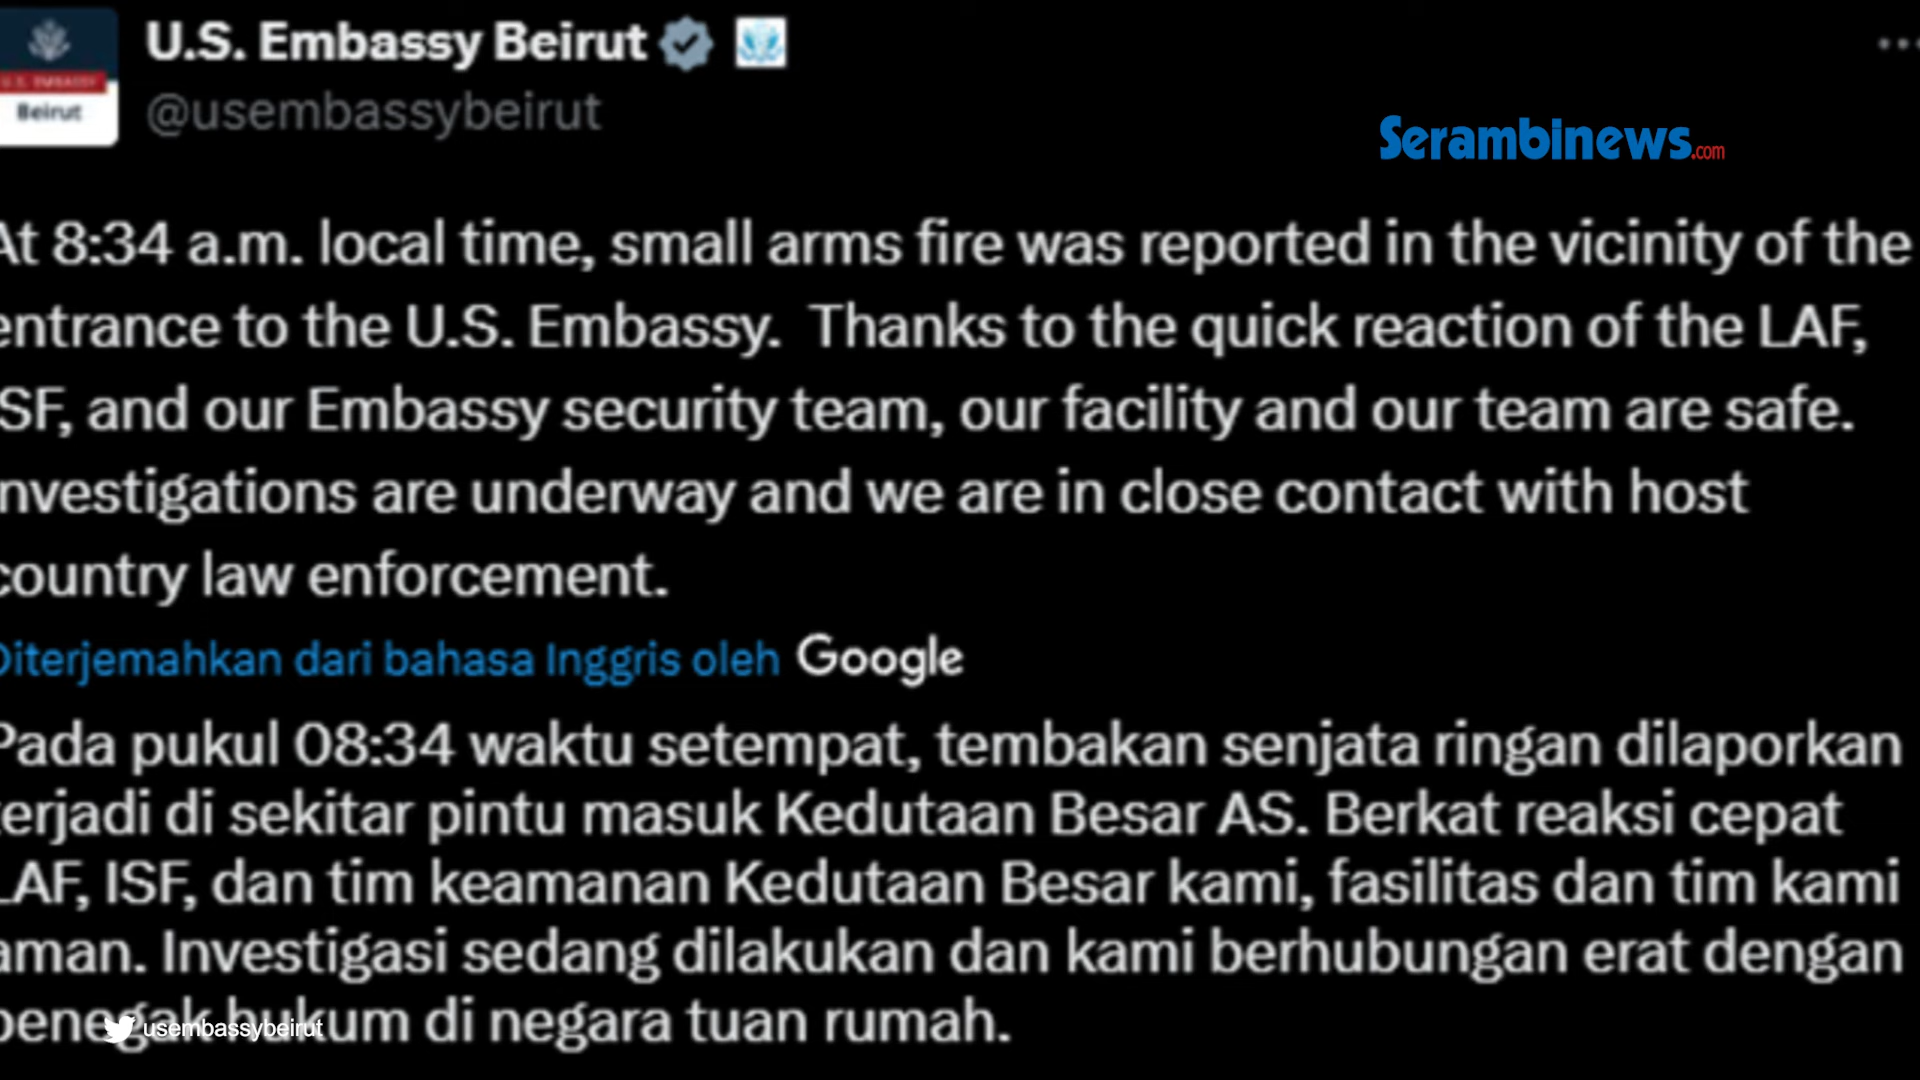 U.S. Embassy Beirut
U.S. EMBASSY
Beirut
@usembassybeirut
Serambinews.com
At 8:34 a.m. local time, small arms fire was reported in the vicinity of the
entrance to the U.S. Embassy. Thanks to the quick reaction of the LAF,
ISF, and our Embassy security team, our facility and our team are safe.
Investigations are underway and we are in close contact with host
country law enforcement.
Diterjemahkan dari bahasa Inggris oleh Google
Pada pukul 08:34 waktu setempat, tembakan senjata ringan dilaporkan
terjadi di sekitar pintu masuk Kedutaan Besar AS. Berkat reaksi cepat
LAF, ISF, dan tim keamanan Kedutaan Besar kami, fasilitas dan tim kami
aman. Investigasi sedang dilakukan dan kami berhubungan erat dengan
penegak hukum di negara tuan rumah.
usembassybeirut